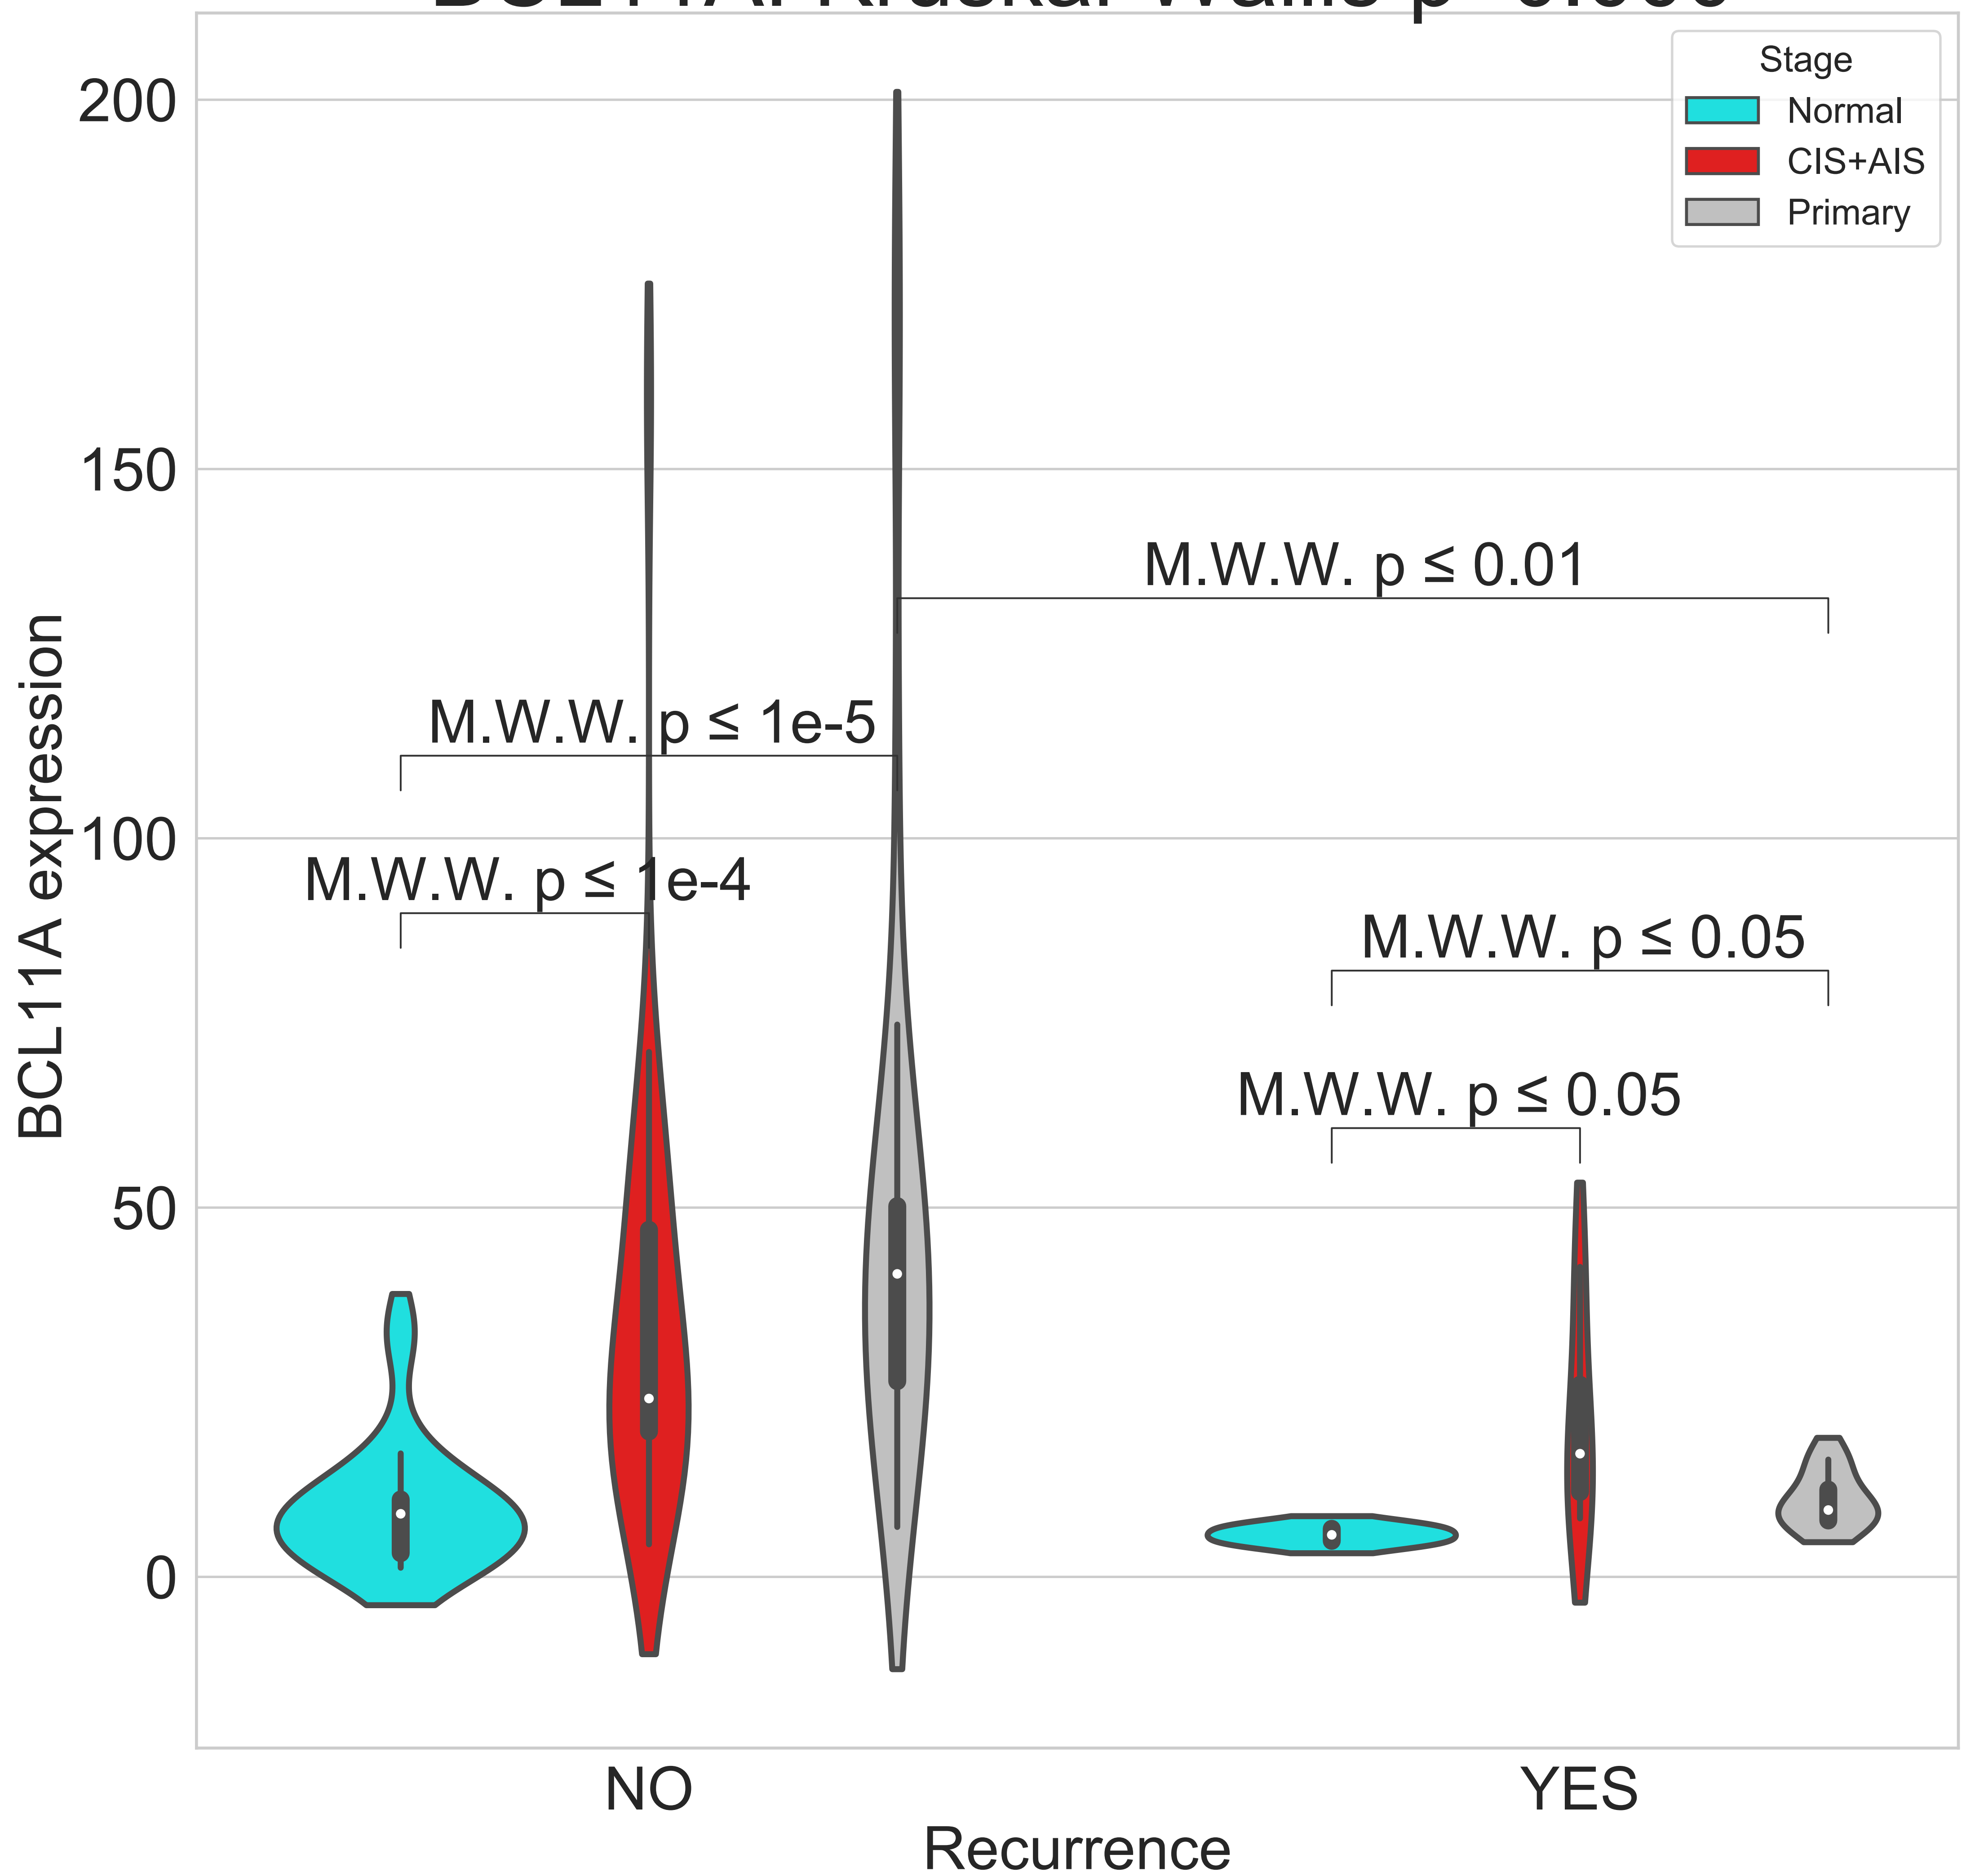 Stage
Normal
CIS+AIS
Primary
200
150
100
50
0
BCL11A expression
M.W.W. p ≤ 0.01
M.W.W. p ≤ 1e-5
M.W.W. p ≤ 1e-4
M.W.W. p ≤ 0.05
M.W.W. p ≤ 0.05
NO
YES
Recurrence